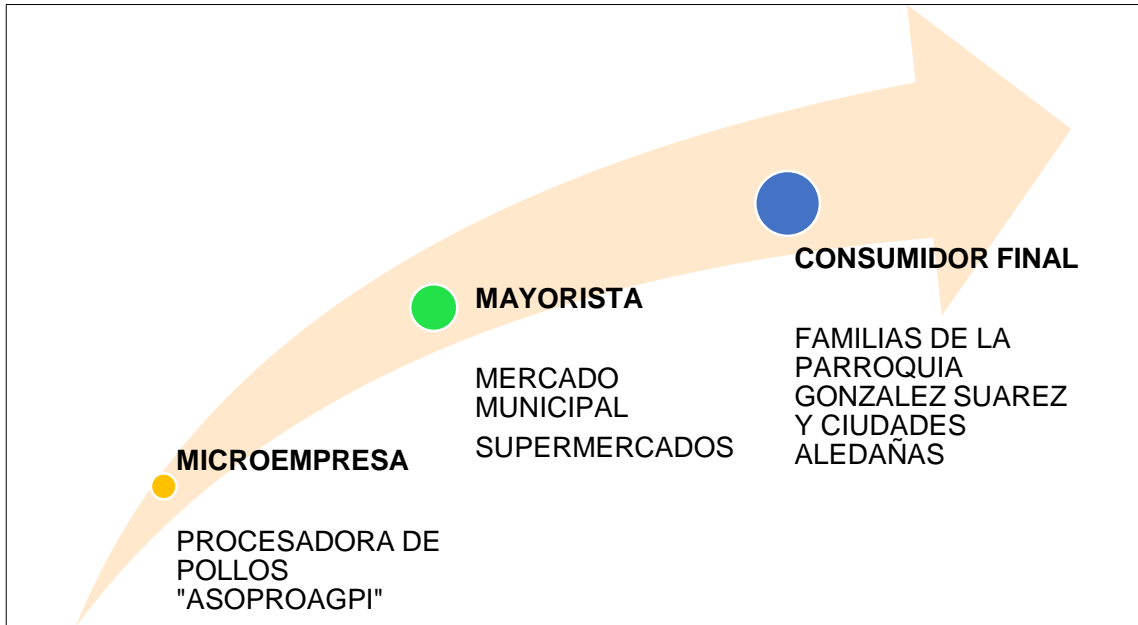 MICROEMPRESA
PROCESADORA DE
POLLOS
"ASOPROAGPI"
MAYORISTA
MERCADO
MUNICIPAL
SUPERMERCADOS
CONSUMIDOR FINAL
FAMILIAS DE LA
PARROQUIA
GONZALEZ SUAREZ
Y CIUDADES
ALEDAÑAS